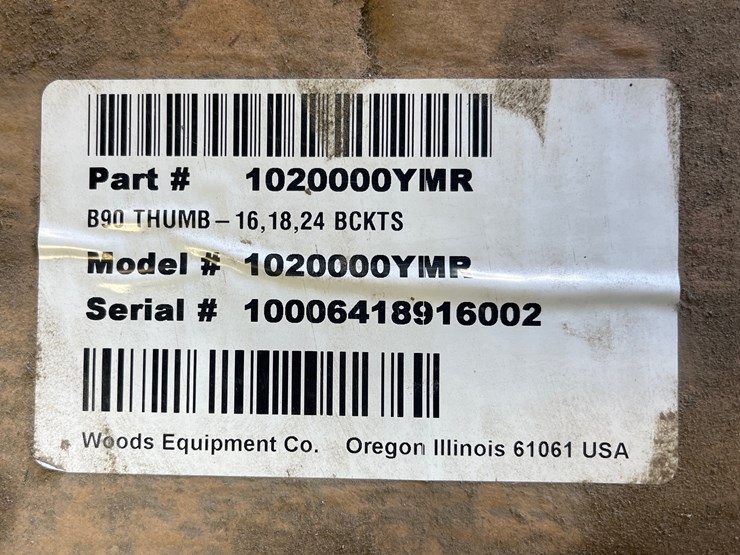 Part # 1020000YMR
B90 THUMB – 16,18,24 BCKTS
Model # 1020000YMR
Serial # 10006418916002
Woods Equipment Co. Oregon Illinois 61061 USA